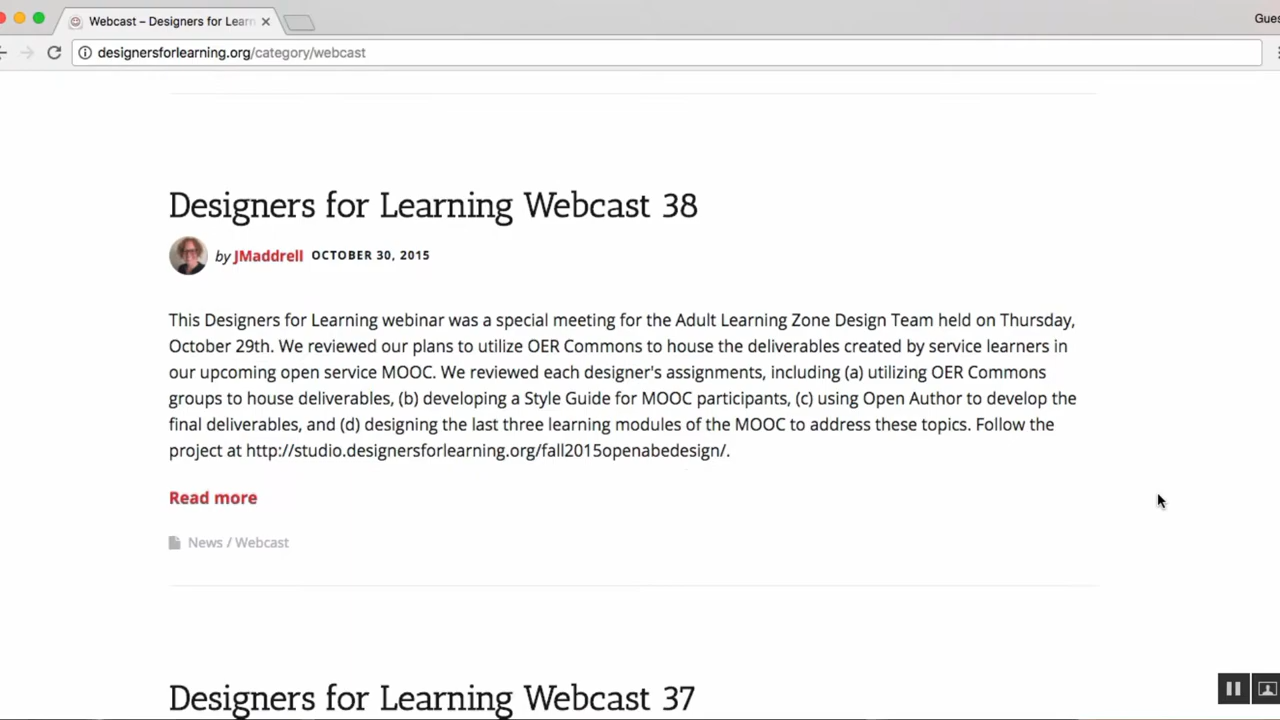 Webcast – Designers for Learn
Gues
designersforlearning.org/category/webcast
Designers for Learning Webcast 38
by JMaddrell OCTOBER 30, 2015
This Designers for Learning webinar was a special meeting for the Adult Learning Zone Design Team held on Thursday,
October 29th. We reviewed our plans to utilize OER Commons to house the deliverables created by service learners in
our upcoming open service MOOC. We reviewed each designer's assignments, including (a) utilizing OER Commons
groups to house deliverables, (b) developing a Style Guide for MOOC participants, (c) using Open Author to develop the
final deliverables, and (d) designing the last three learning modules of the MOOC to address these topics. Follow the
project at http://studio.designersforlearning.org/fall2015openabedesign/.
Read more
News / Webcast
Designers for Learning Webcast 37